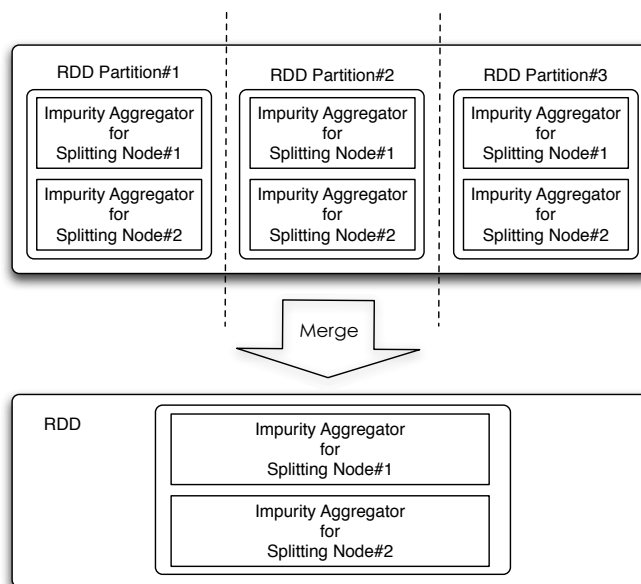 RDD Partition#1
RDD Partition#2
RDD Partition#3
Impurity Aggregator
for
Splitting Node#1
Impurity Aggregator
for
Splitting Node#1
Impurity Aggregator
for
Splitting Node#1
Impurity Aggregator
for
Splitting Node#2
Impurity Aggregator
for
Splitting Node#2
Impurity Aggregator
for
Splitting Node#2
Merge
RDD
Impurity Aggregator
for
Splitting Node#1
Impurity Aggregator
for
Splitting Node#2